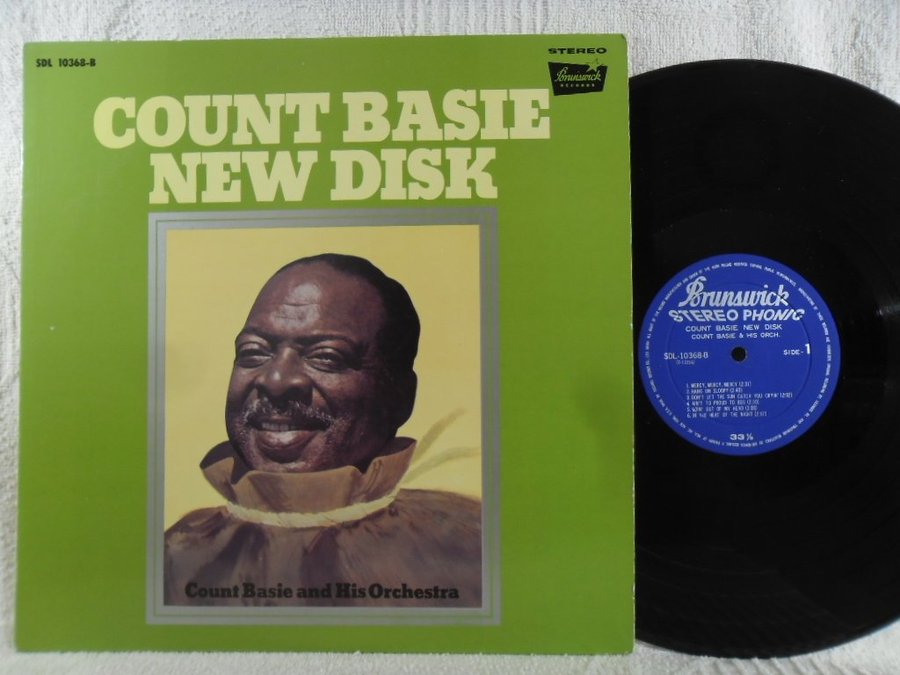 SDL 10368-B
STEREO
Brunswick
RECORDS
COUNT BASIE
NEW DISK
Count Basie and His Orchestra
Brunswick
STEREO PHONIC
COUNT BASIE NEW DISK
COUNT BASIE & HIS ORCH.
SDL-10368-B
SIDE-1
1. MERCY, MERCY, MERCY
2. HANG ON SLOOPY
3. DON'T LET THE SUN CATCH YOU CRYIN'
4. AIN'T TO PROUD TO BEG
5. GOIN' OUT OF MY HEAD
6. IN THE HEAT OF THE NIGHT
33⅓